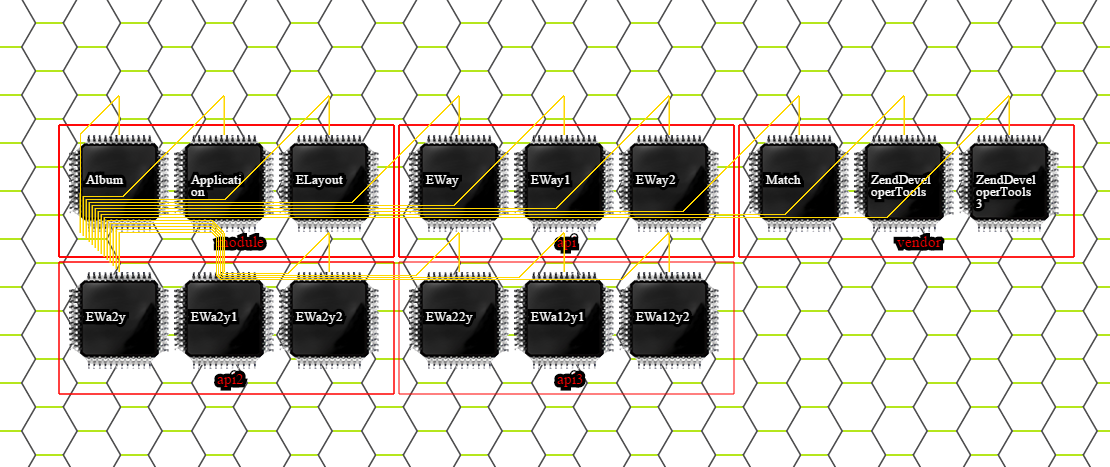 Album
Applicati
on
ELayout
EWay
EWay1
EWay2
Match
ZendDevel
operTools
ZendDevel
operTools
3
module
api
vendor
EWa2y
EWa2y1
EWa2y2
EWa22y
EWa12y1
EWa12y2
api2
api3